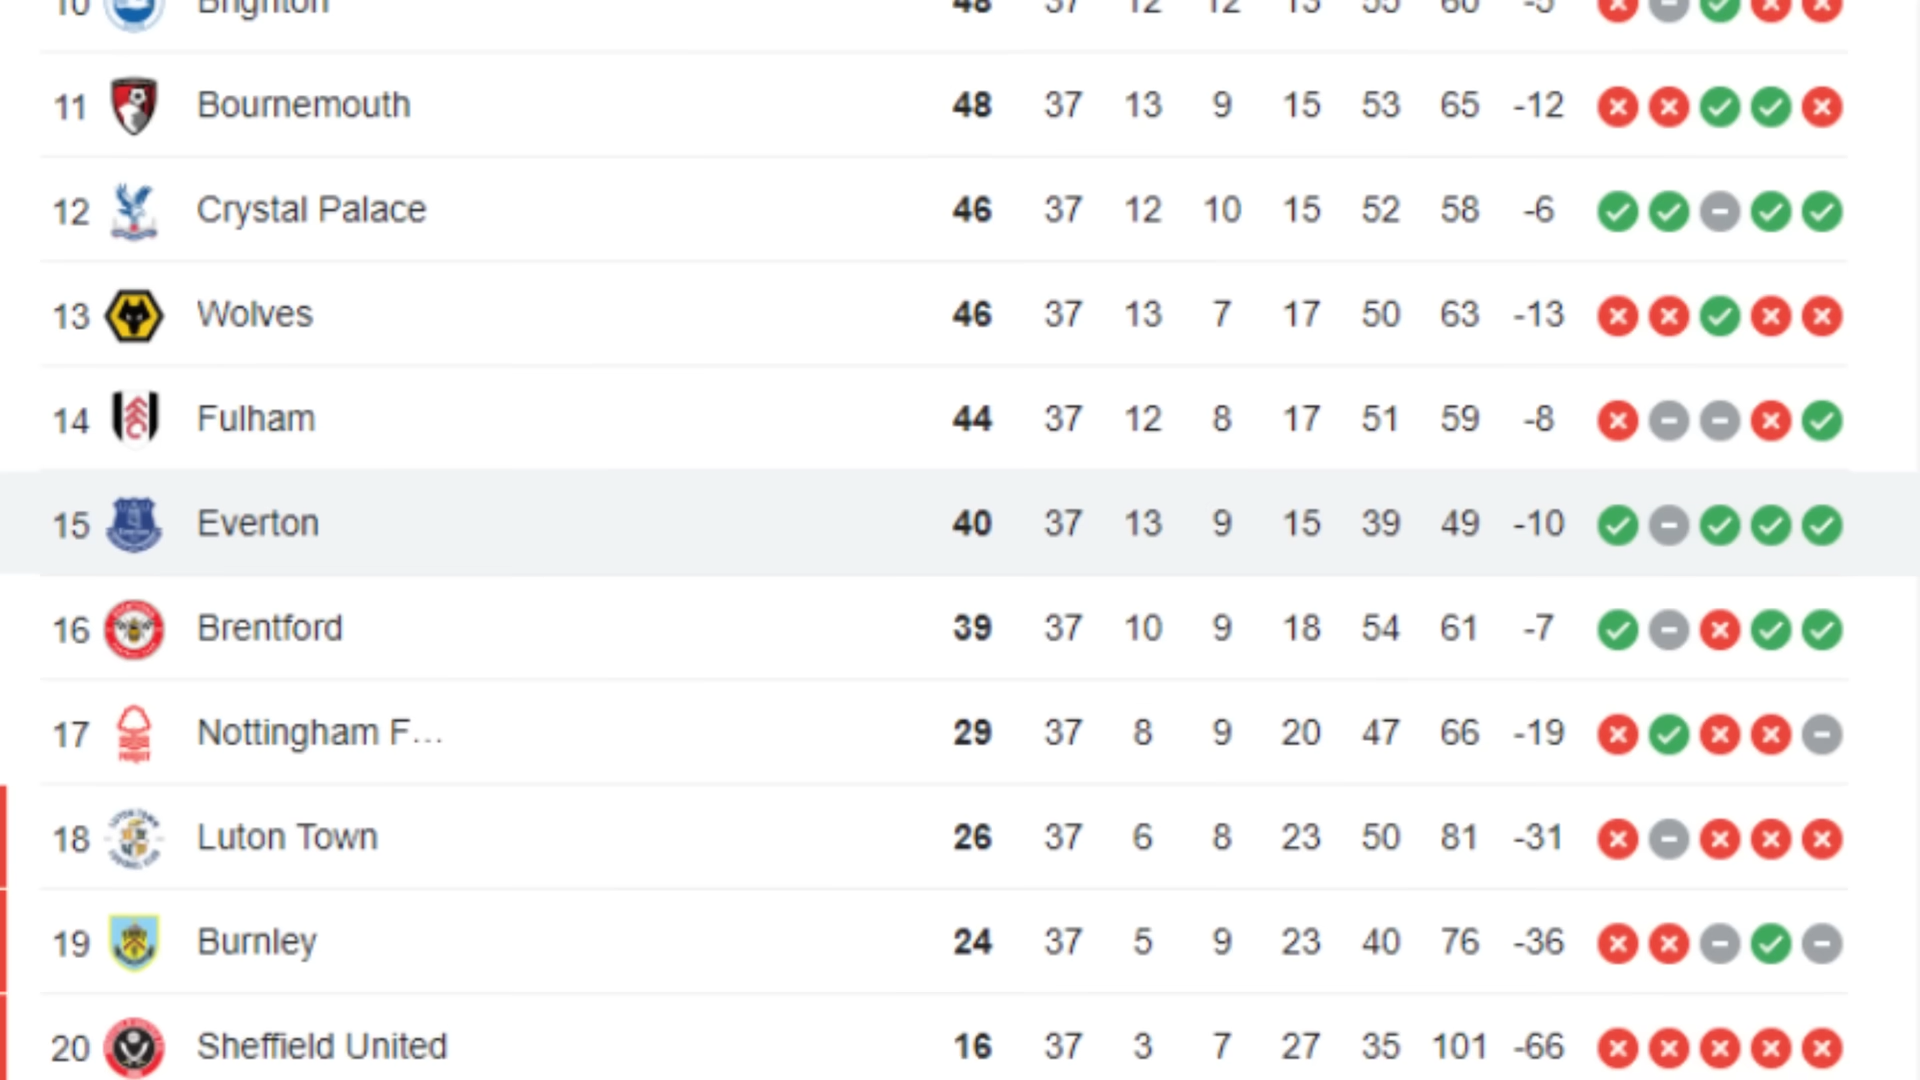 10 Brighton 48 37 12 12 13 55 60 -5
11 Bournemouth 48 37 13 9 15 53 65 -12
12 Crystal Palace 46 37 12 10 15 52 58 -6
13 Wolves 46 37 13 7 17 50 63 -13
14 Fulham 44 37 12 8 17 51 59 -8
15 Everton 40 37 13 9 15 39 49 -10
16 Brentford 39 37 10 9 18 54 61 -7
17 Nottingham F... 29 37 8 9 20 47 66 -19
18 Luton Town 26 37 6 8 23 50 81 -31
19 Burnley 24 37 5 9 23 40 76 -36
20 Sheffield United 16 37 3 7 27 35 101 -66